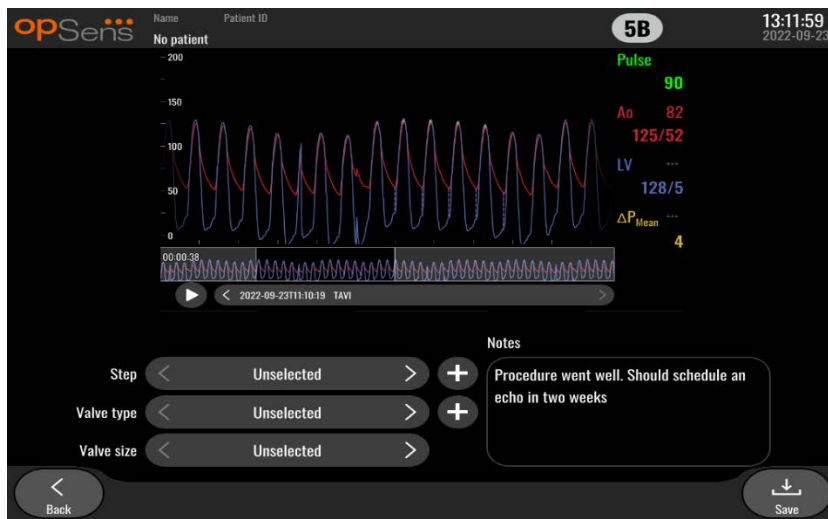 opSens
Name Patient ID
No patient
5B
13:11:59
2022-09-23
200
150
100
50
0
Pulse
90
Ao 82
125/52
LV ---
128/5
ΔPMean ---
4
00:00:38
< 2022-09-23T11:10:19 TAVI >
Notes
Procedure went well. Should schedule an
echo in two weeks
Step < Unselected > +
Valve type < Unselected > +
Valve size < Unselected >
Back
Save